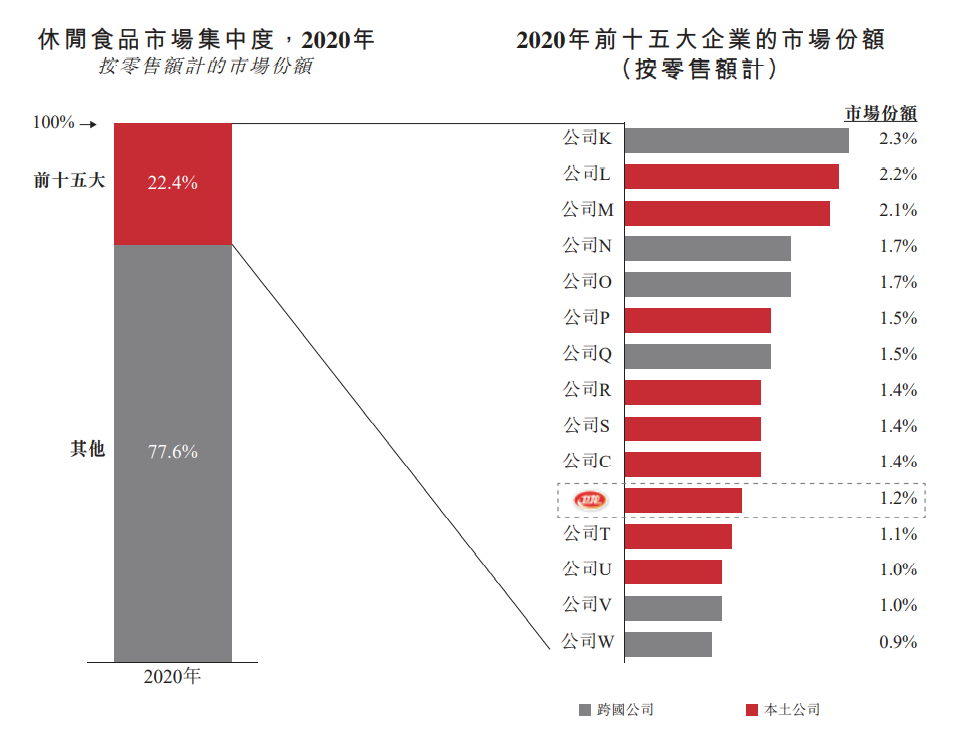 休閒食品市場集中度，2020年
按零售額計的市場份額
100%
前十五大
22.4%
其他
77.6%
2020年
2020年前十五大企業的市場份額
（按零售額計）
市場份額
公司K 2.3%
公司L 2.2%
公司M 2.1%
公司N 1.7%
公司O 1.7%
公司P 1.5%
公司Q 1.5%
公司R 1.4%
公司S 1.4%
公司C 1.4%
卫龙 1.2%
公司T 1.1%
公司U 1.0%
公司V 1.0%
公司W 0.9%
跨國公司 本土公司